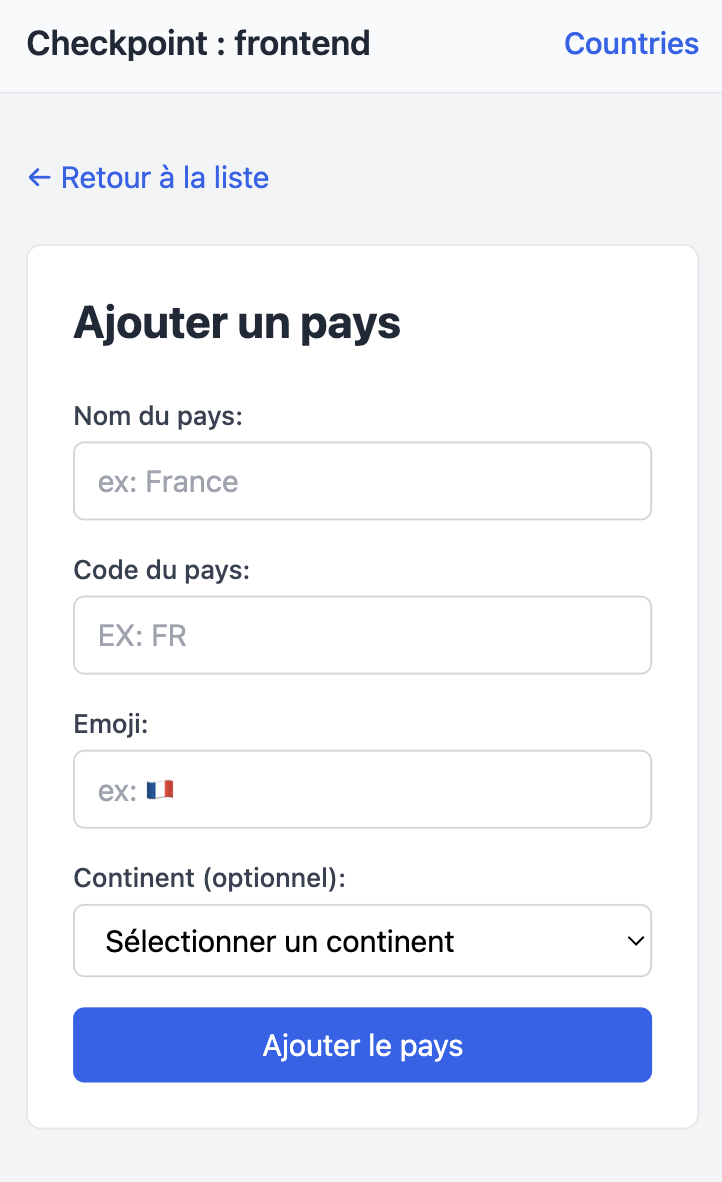 Checkpoint : frontend
Countries
← Retour à la liste
Ajouter un pays
Nom du pays:
ex: France
Code du pays:
EX: FR
Emoji:
ex: 🇫🇷
Continent (optionnel):
Sélectionner un continent
Ajouter le pays